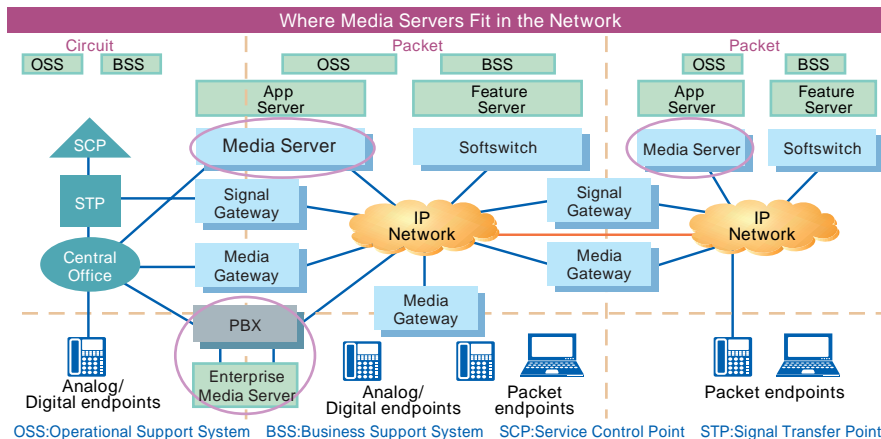 Where Media Servers Fit in the Network
Circuit
Packet
Packet
OSS
BSS
OSS
BSS
OSS
BSS
App
Server
Feature
Server
App
Server
Feature
Server
SCP
Media Server
Softswitch
Media Server
Softswitch
STP
Signal
Gateway
IP
Network
Signal
Gateway
IP
Network
Central
Office
Media
Gateway
Media
Gateway
Media
Gateway
PBX
Enterprise
Media Server
Analog/
Digital endpoints
Analog/
Digital endpoints
Packet
endpoints
Packet endpoints
OSS:Operational Support System BSS:Business Support System SCP:Service Control Point STP:Signal Transfer Point